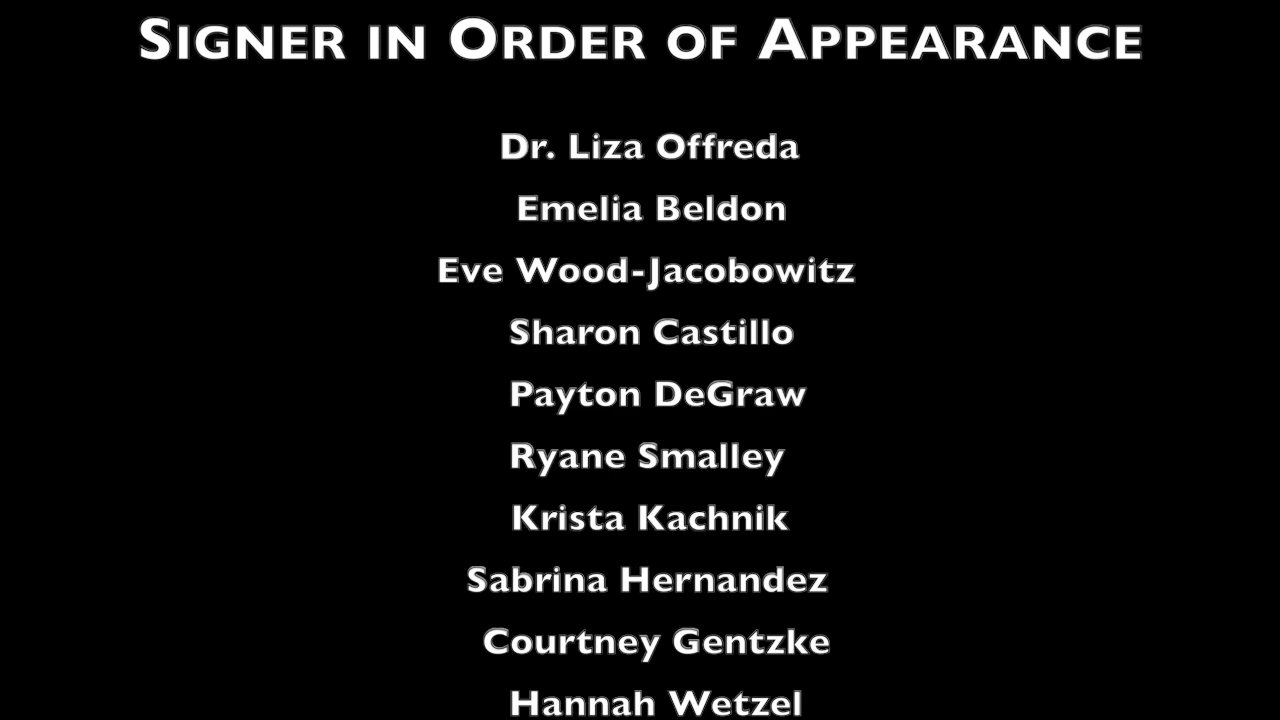 Signer in Order of Appearance
Dr. Liza Offreda
Emelia Beldon
Eve Wood-Jacobowitz
Sharon Castillo
Payton DeGraw
Ryane Smalley
Krista Kachnik
Sabrina Hernandez
Courtney Gentzke
Hannah Wetzel